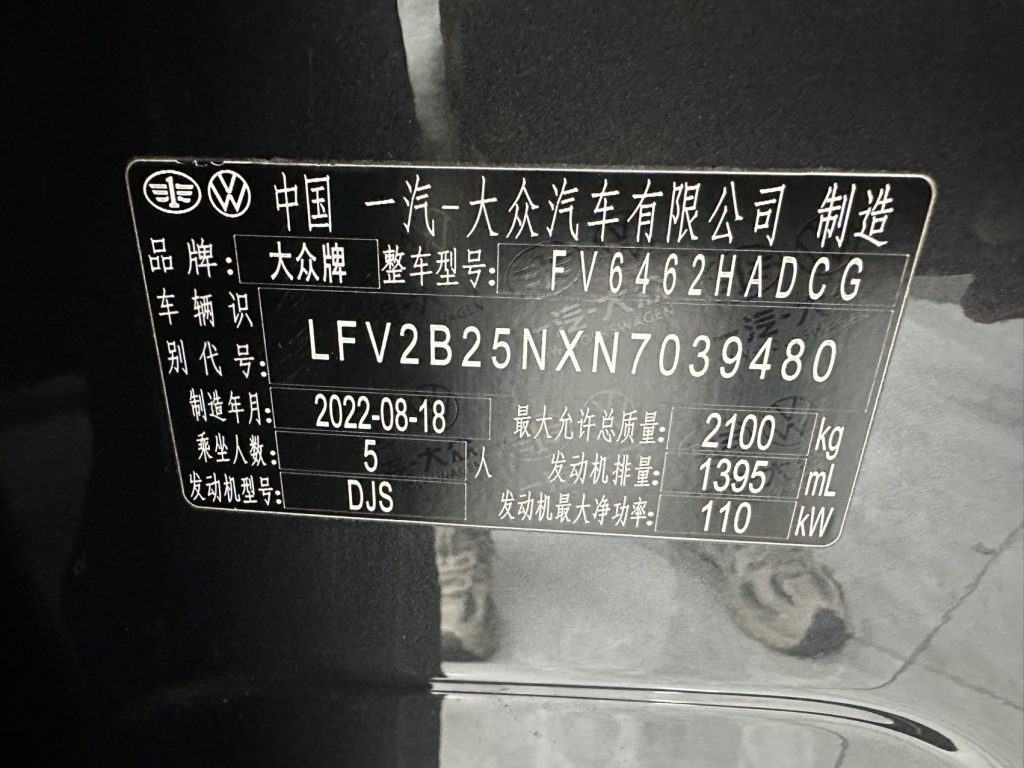 中国 一汽-大众汽车有限公司 制造
品牌: 大众牌 整车型号: FV6462HADCG
车辆识别代号: LFV2B25NXN7039480
制造年月: 2022-08-18 最大允许总质量: 2100 kg
乘坐人数: 5 人 发动机排量: 1395 mL
发动机型号: DJS 发动机最大净功率: 110 kW